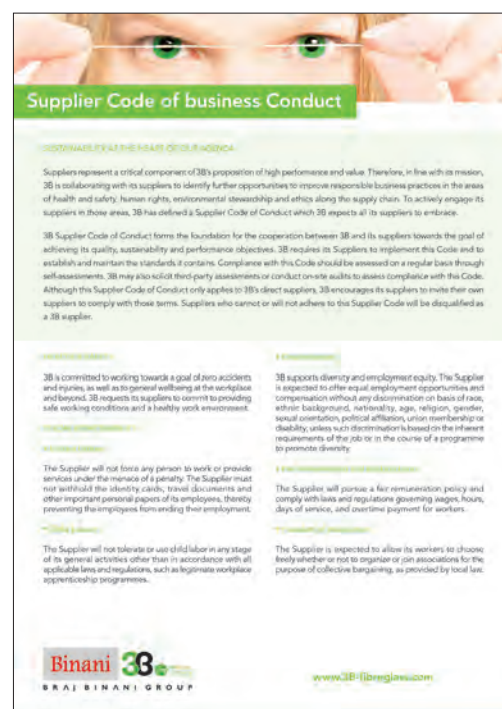 Supplier Code of business Conduct
SUSTAINABILITY AT THE HEART OF OUR AGENDA
Suppliers represent a critical component of 3B's proposition of high performance and value. Therefore, in line with its mission,
3B is collaborating with its suppliers to identify further opportunities to improve responsible business practices in the areas
of health and safety, human rights, environmental stewardship and ethics along the supply chain. To actively engage its
suppliers in those areas, 3B has defined a Supplier Code of Conduct which 3B expects all its suppliers to embrace.
3B Supplier Code of Conduct forms the foundation for the cooperation between 3B and its suppliers towards the goal of
achieving its quality, sustainability and performance objectives. 3B requires its Suppliers to implement this Code and to
establish and maintain the standards it contains. Compliance with this Code should be assessed on a regular basis through
self-assessments. 3B may also solicit third-party assessments or conduct on-site audits to assess compliance with this Code.
Although this Supplier Code of Conduct only applies to 3B's direct suppliers, 3B encourages its suppliers to invite their own
suppliers to comply with those terms. Suppliers who cannot or will not adhere to this Supplier Code will be disqualified as
a 3B supplier.
3B is committed to working towards a goal of zero accidents
and injuries, as well as to general wellbeing at the workplace
and beyond. 3B requests its suppliers to commit to providing
safe working conditions and a healthy work environment.
The Supplier will not force any person to work or provide
services under the menace of a penalty. The Supplier must
not withhold the identity cards, travel documents and
other important personal papers of its employees, thereby
preventing the employees from ending their employment.
The Supplier will not tolerate or use child labor in any stage
of its general activities other than in accordance with all
applicable laws and regulations, such as legitimate workplace
apprenticeship programmes.
3B supports diversity and employment equity. The Supplier
is expected to offer equal employment opportunities and
compensation without any discrimination on basis of race,
ethnic background, nationality, age, religion, gender,
sexual orientation, political affiliation, union membership or
disability, unless such discrimination is based on the inherent
requirements of the job or in the course of a programme
to promote diversity.
The Supplier will pursue a fair remuneration policy and
comply with laws and regulations governing wages, hours,
days of service, and overtime payment for workers.
The Supplier is expected to allow its workers to choose
freely whether or not to organize or join associations for the
purpose of collective bargaining, as provided by local law.
Binani 3B
BRAJ BINANI GROUP
www.3B-fibreglass.com